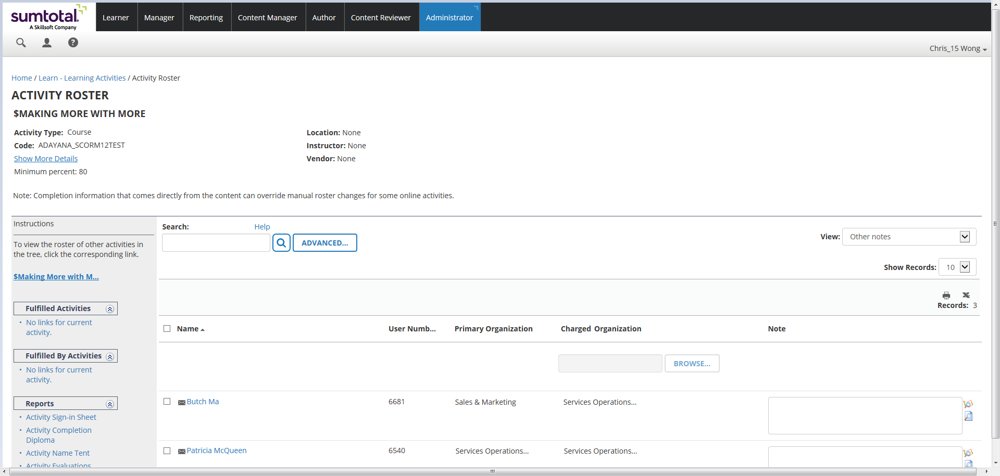 sumtotal.
A Skillsoft Company
Learner
Manager
Reporting
Content Manager
Author
Content Reviewer
Administrator
Chris_15 Wong
Home / Learn - Learning Activities / Activity Roster
ACTIVITY ROSTER
$MAKING MORE WITH MORE
Activity Type: Course
Code: ADAYANA_SCORM12TEST
Show More Details
Minimum percent: 80
Location: None
Instructor: None
Vendor: None
Note: Completion information that comes directly from the content can override manual roster changes for some online activities.
Instructions
To view the roster of other activities in
the tree, click the corresponding link.
$Making More with M...
Fulfilled Activities
No links for current
activity.
Fulfilled By Activities
No links for current
activity.
Reports
Activity Sign-in Sheet
Activity Completion
Diploma
Activity Name Tent
Activity Evaluations
Search: Help
ADVANCED...
View: Other notes
Show Records: 10
Records: 3
Name User Numb... Primary Organization Charged Organization Note
BROWSE...
Butch Ma 6681 Sales & Marketing Services Operations...
Patricia McQueen 6540 Services Operations... Services Operations...